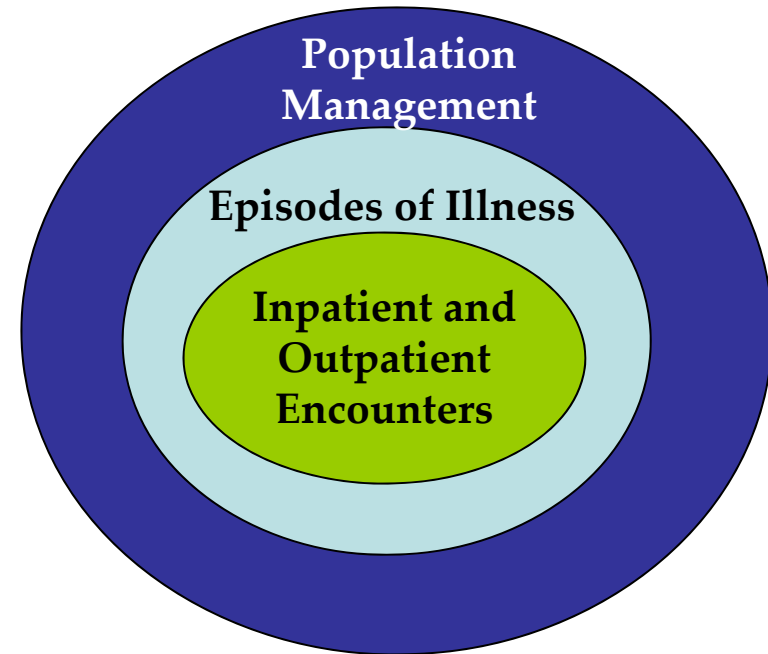 Population
Management
Episodes of Illness
Inpatient and
Outpatient
Encounters